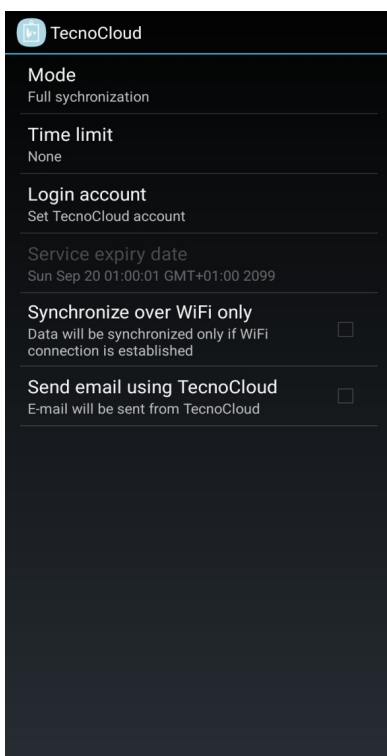 TecnoCloud
Mode
Full sychronization
Time limit
None
Login account
Set TecnoCloud account
Service expiry date
Sun Sep 20 01:00:01 GMT+01:00 2099
Synchronize over WiFi only
Data will be synchronized only if WiFi
connection is established
Send email using TecnoCloud
E-mail will be sent from TecnoCloud